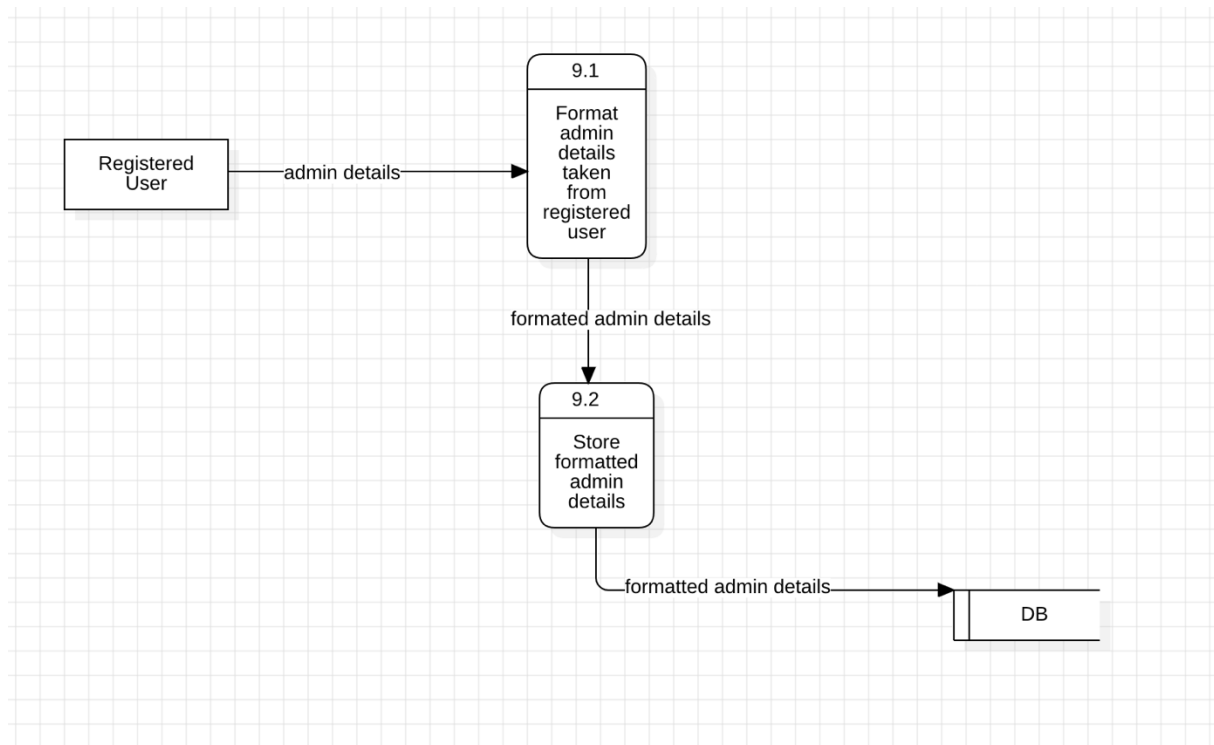 9.1
Format
admin
details
taken
from
registered
user
Registered
User
admin details
formated admin details
9.2
Store
formatted
admin
details
formatted admin details
DB